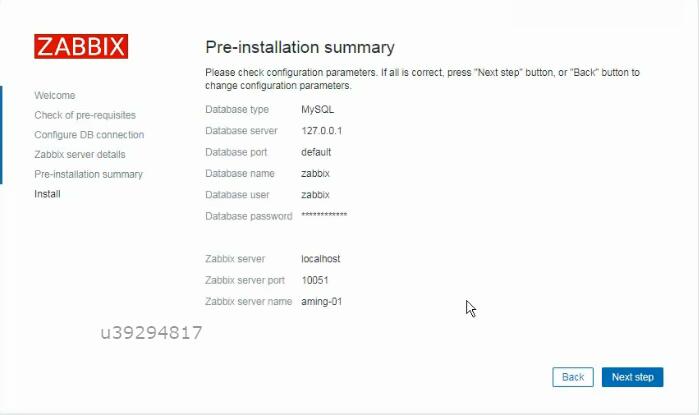 ZABBIX
Pre-installation summary
Please check configuration parameters. If all is correct, press "Next step" button, or "Back" button to
change configuration parameters.
Welcome
Check of pre-requisites
Configure DB connection
Zabbix server details
Pre-installation summary
Install
Database type MySQL
Database server 127.0.0.1
Database port default
Database name zabbix
Database user zabbix
Database password ************
Zabbix server localhost
Zabbix server port 10051
Zabbix server name aming-01
u39294817
Back Next step